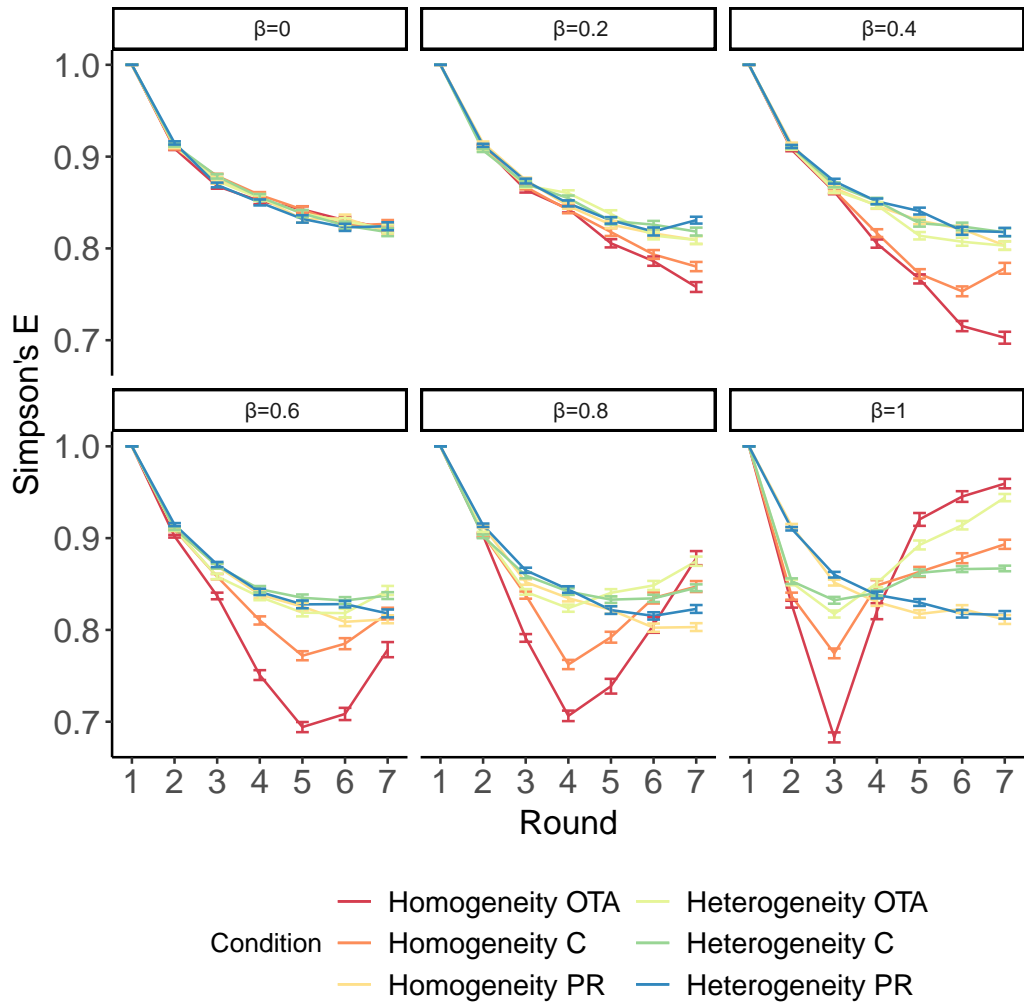 β=0 β=0.2 β=0.4
1.0
0.9
0.8
0.7
β=0.6 β=0.8 β=1
1.0
0.9
0.8
0.7
Simpson's E
1 2 3 4 5 6 7 1 2 3 4 5 6 7 1 2 3 4 5 6 7
Round
Condition
Homogeneity OTA Heterogeneity OTA
Homogeneity C Heterogeneity C
Homogeneity PR Heterogeneity PR